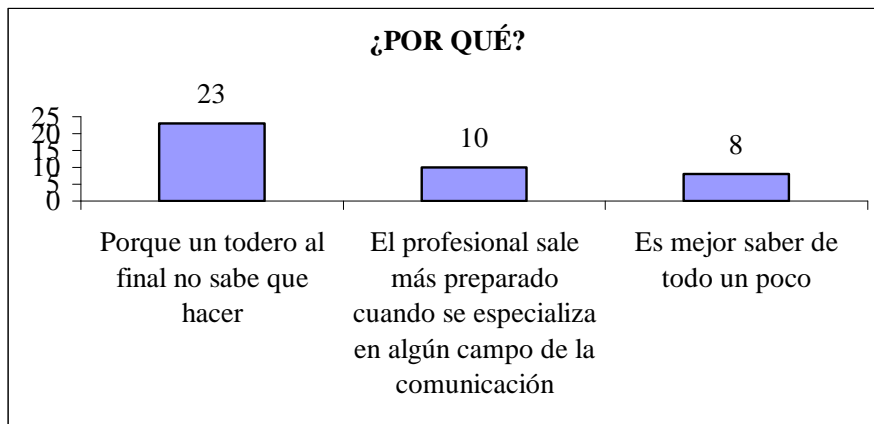 ¿POR QUÉ?
23
10
8
25
20
15
10
5
0
Porque un todero al
final no sabe que
hacer
El profesional sale
más preparado
cuando se especializa
en algún campo de la
comunicación
Es mejor saber de
todo un poco